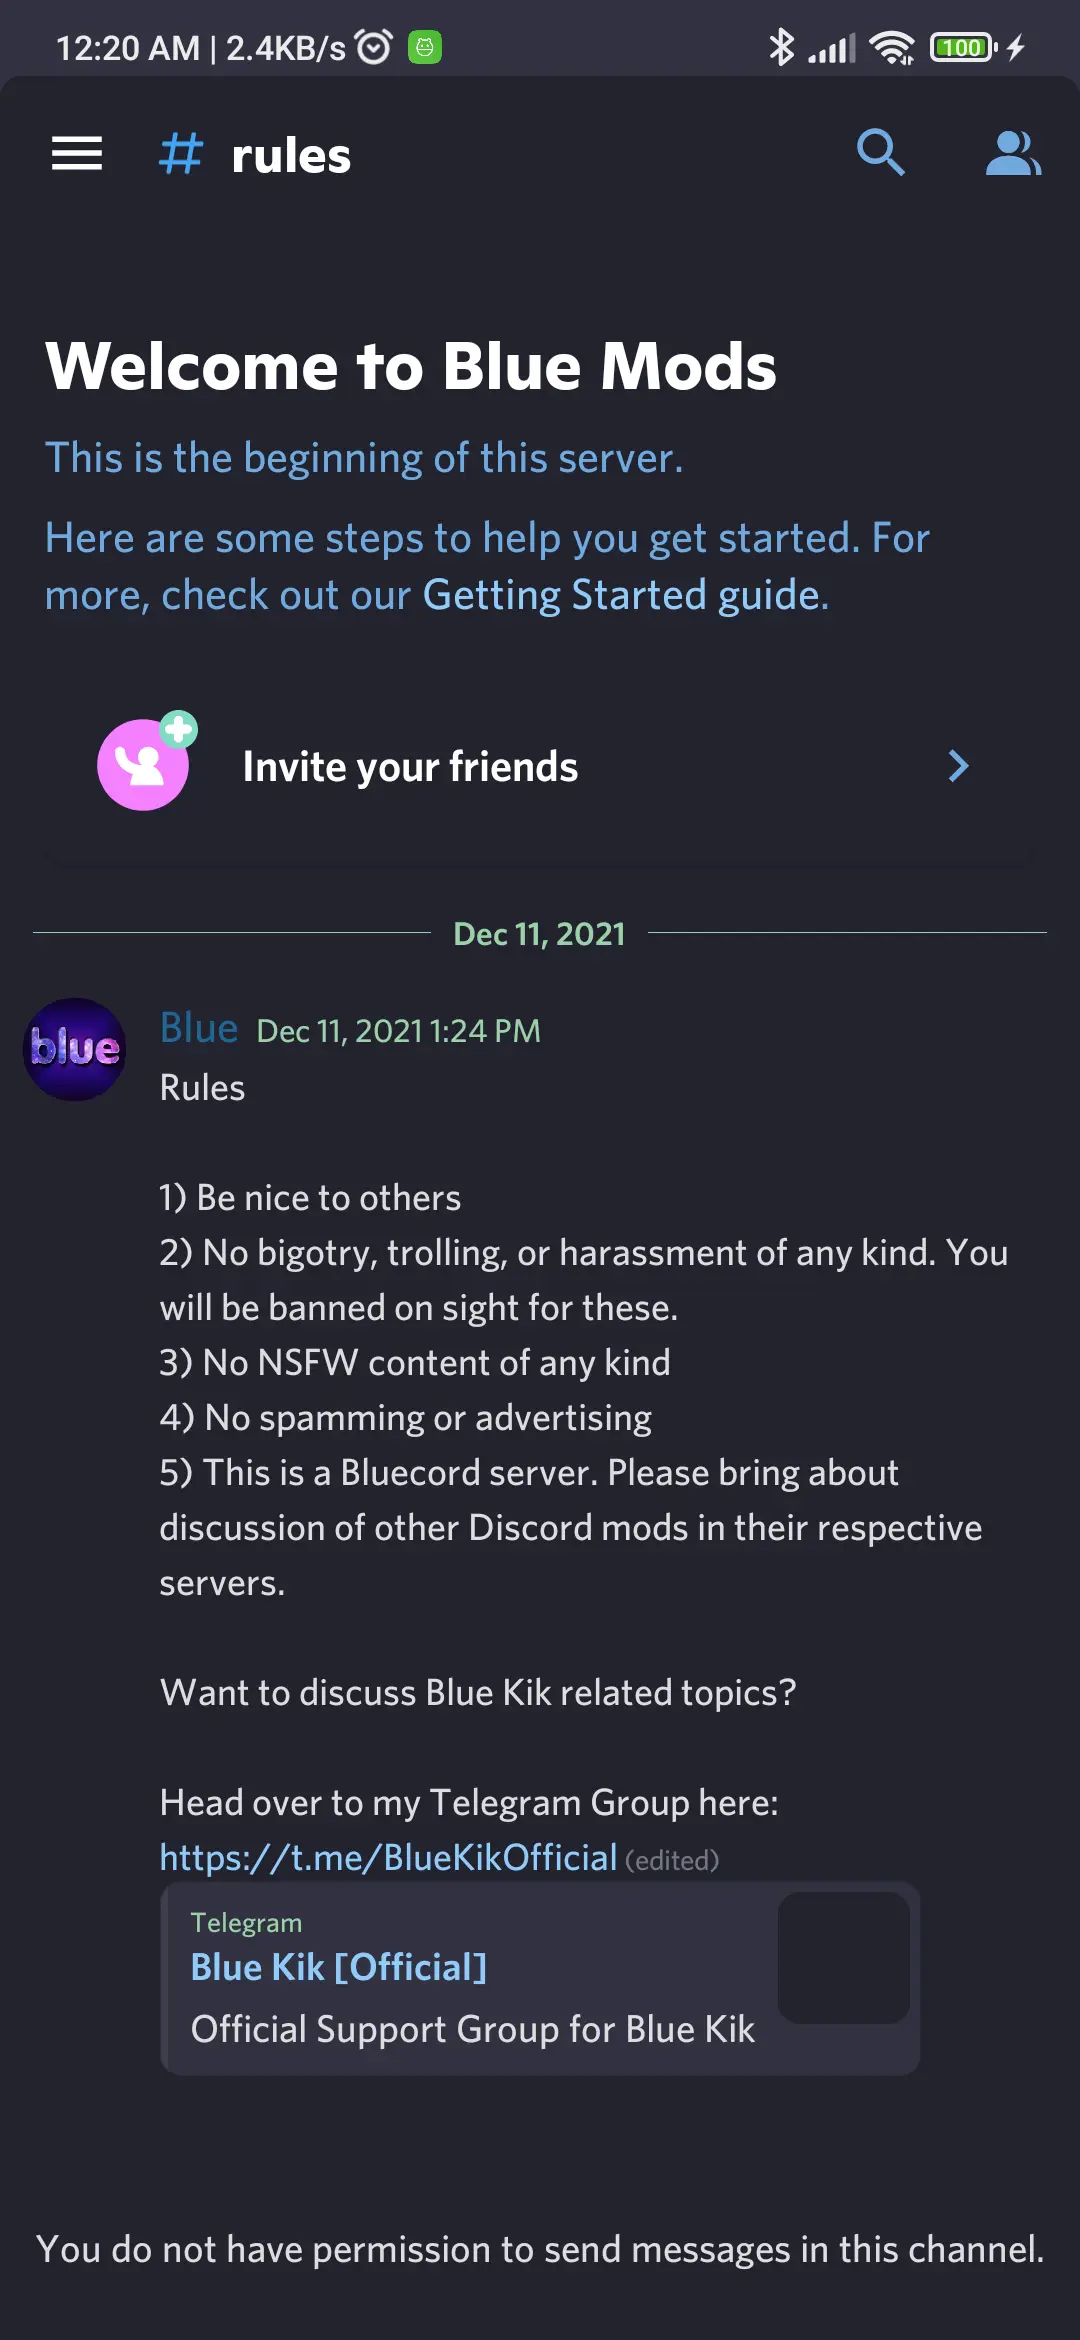 12:20 AM | 2.4KB/s
100
# rules
Welcome to Blue Mods
This is the beginning of this server.
Here are some steps to help you get started. For
more, check out our Getting Started guide.
Invite your friends
Dec 11, 2021
blue
Blue Dec 11, 2021 1:24 PM
Rules
1) Be nice to others
2) No bigotry, trolling, or harassment of any kind. You
will be banned on sight for these.
3) No NSFW content of any kind
4) No spamming or advertising
5) This is a Bluecord server. Please bring about
discussion of other Discord mods in their respective
servers.
Want to discuss Blue Kik related topics?
Head over to my Telegram Group here:
https://t.me/BlueKikOfficial (edited)
Telegram
Blue Kik [Official]
Official Support Group for Blue Kik
You do not have permission to send messages in this channel.